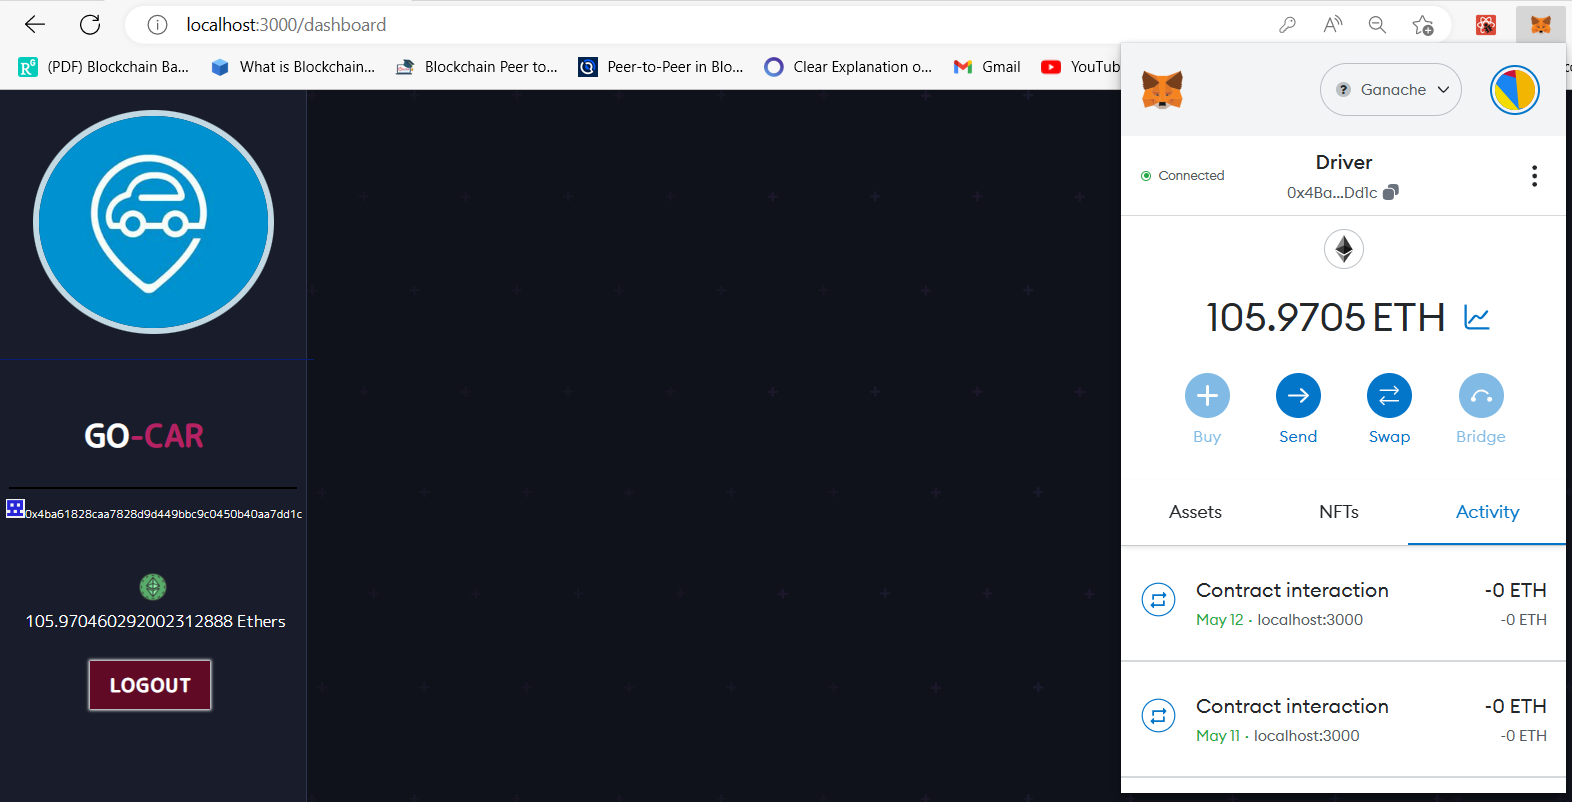 localhost:3000/dashboard
(PDF) Blockchain Ba...
What is Blockchain...
Blockchain Peer to...
Peer-to-Peer in Blo...
Clear Explanation o...
Gmail
YouTub
Ganache
Connected
Driver
0x4Ba...Dd1c
105.9705 ETH
Buy
Send
Swap
Bridge
Assets
NFTs
Activity
Contract interaction
-0 ETH
May 12 · localhost:3000
-0 ETH
Contract interaction
-0 ETH
May 11 · localhost:3000
-0 ETH
GO-CAR
0x4ba61828caa7828d9d449bbc9c0450b40aa7dd1c
105.970460292002312888 Ethers
LOGOUT